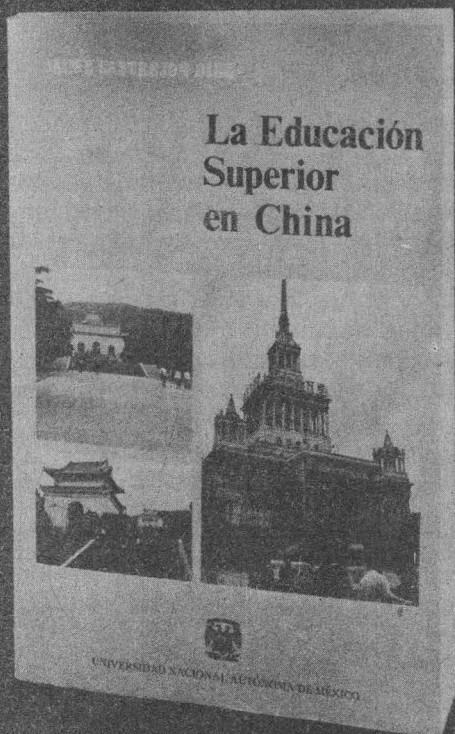 La Educación
Superior
en China
UNIVERSIDAD NACIONAL AUTÓNOMA DE MÉXICO